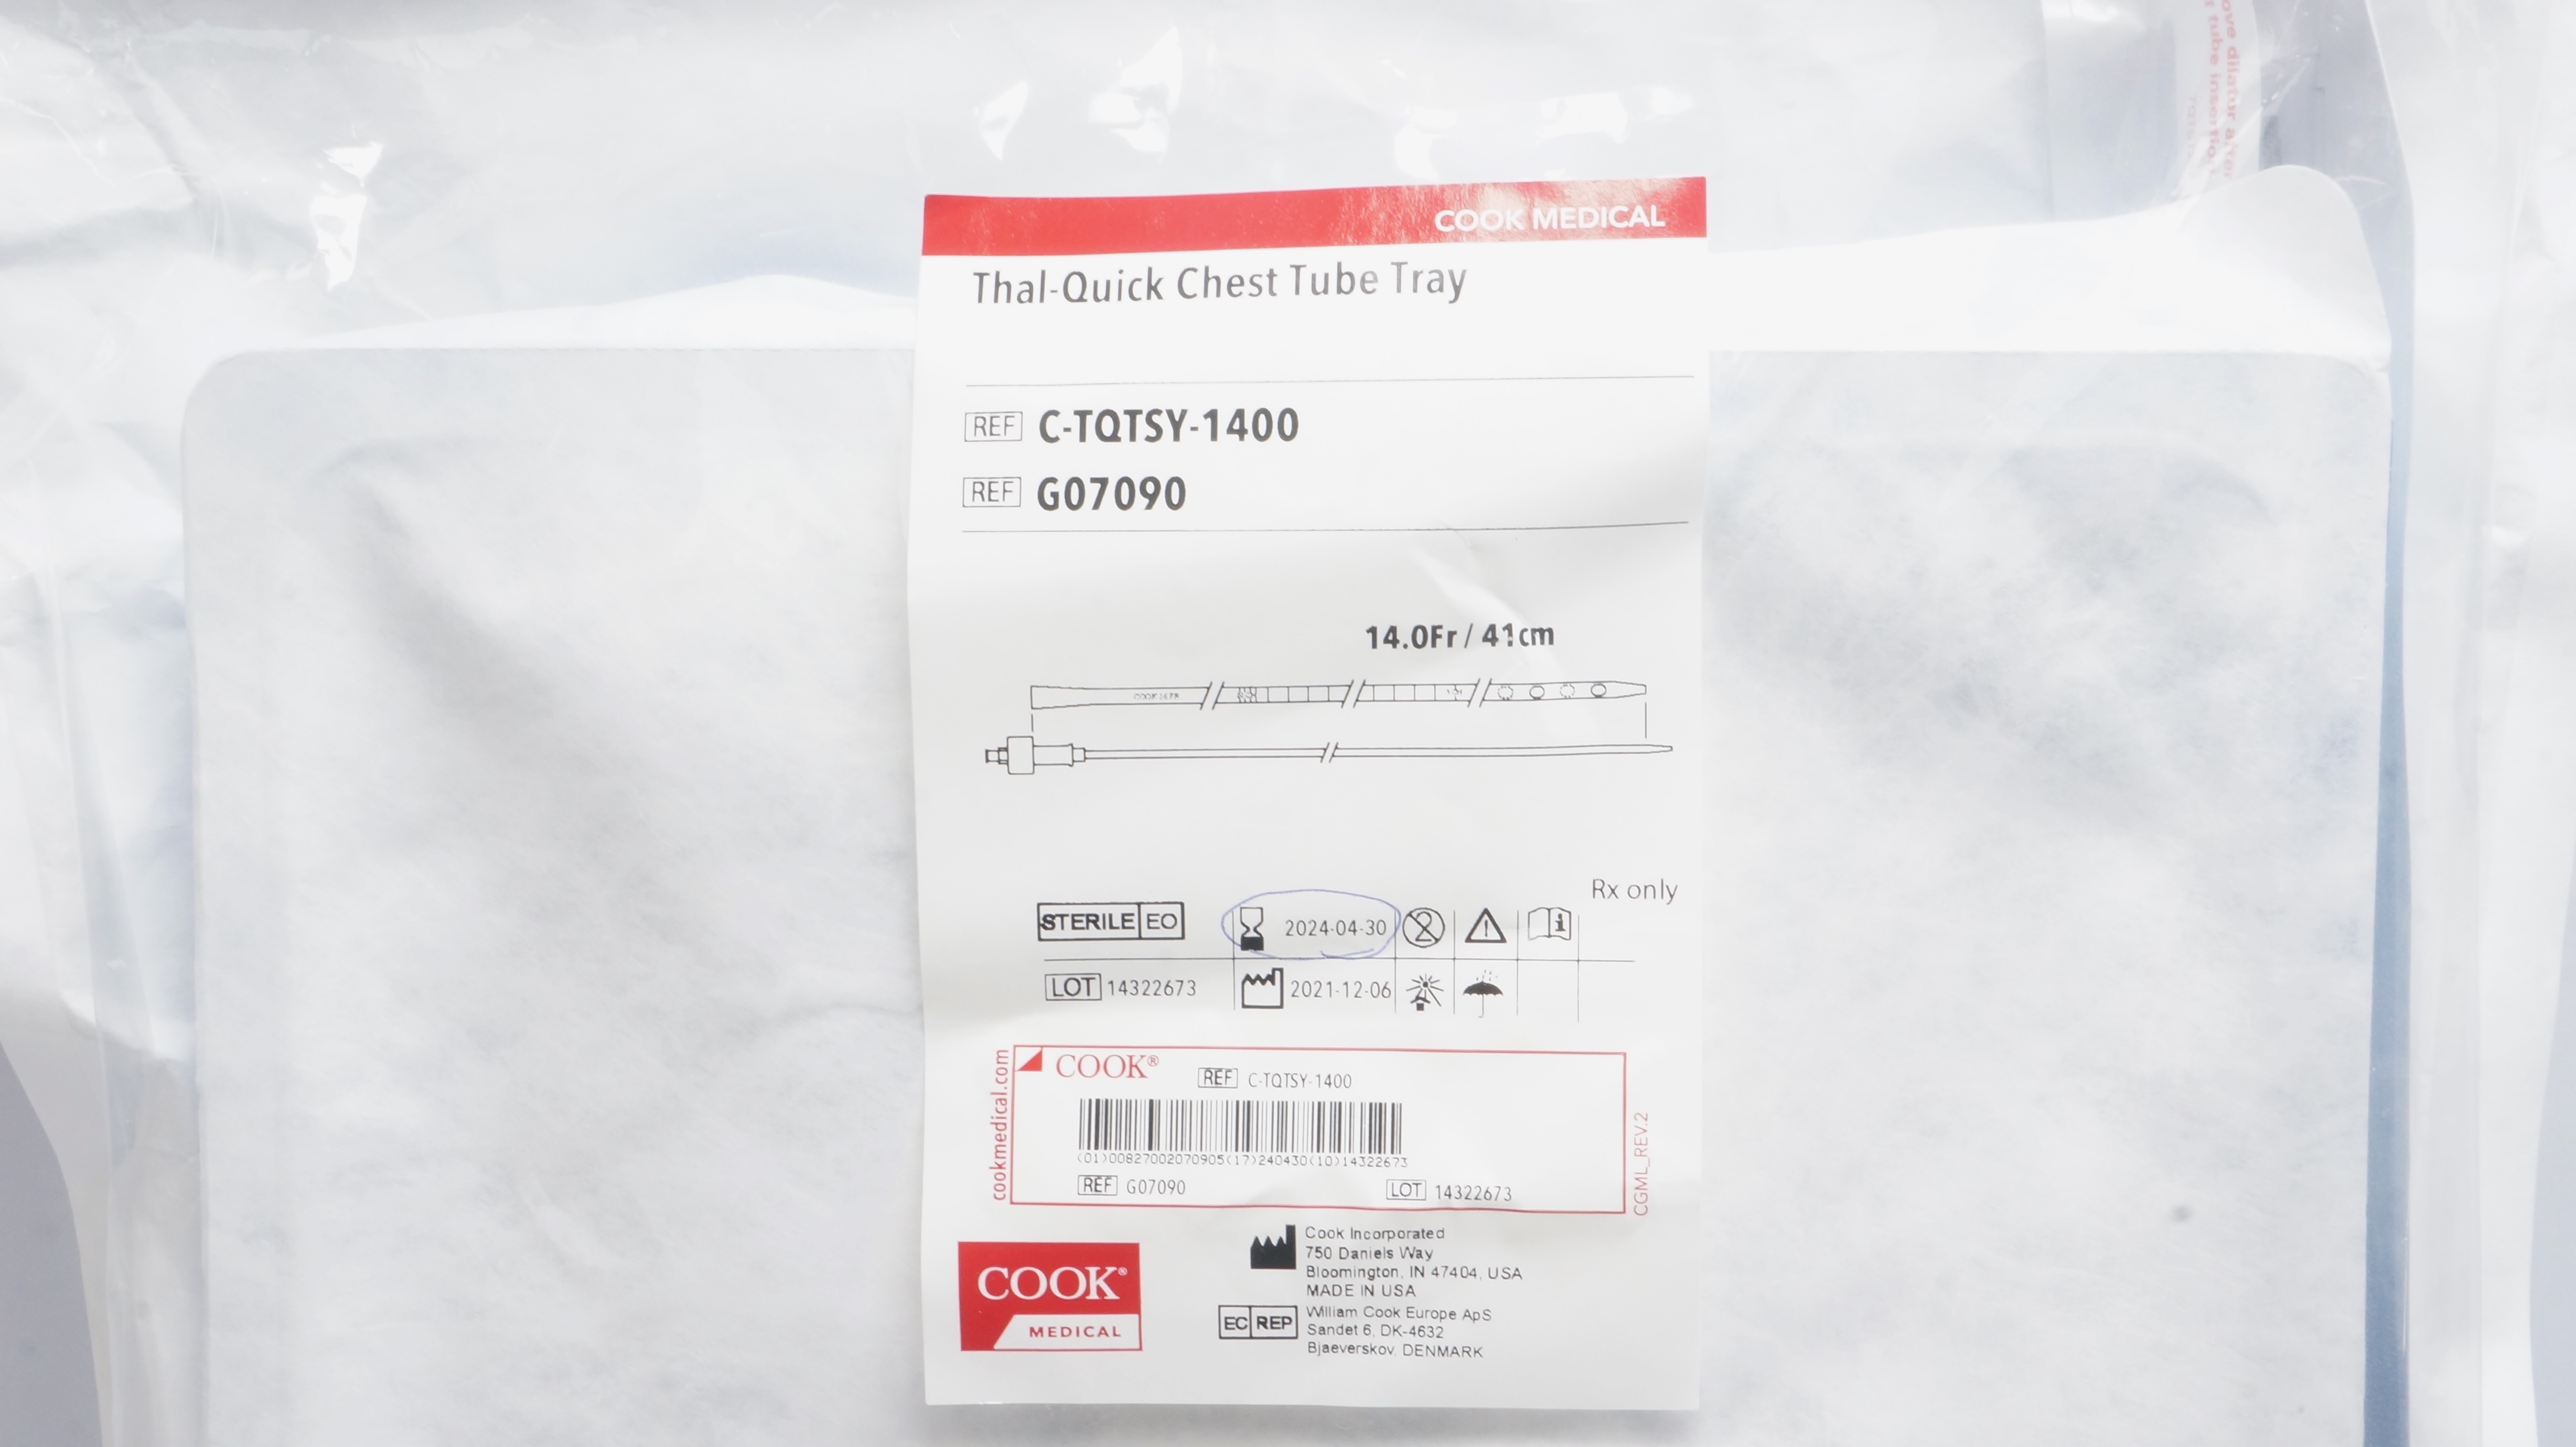 COOK MEDICAL
Thal-Quick Chest Tube Tray
REF C-TQTSY-1400
REF G07090
14.0Fr / 41cm
Rx only
STERILE EO 2024-04-30
LOT 14322673 2021-12-06
cookmedical.com
COOK® REF C-TQTSY-1400
(01)00827002070905(17)240430(10)14322673
REF G07090 LOT 14322673
CGML_REV.2
COOK®
MEDICAL
Cook Incorporated
750 Daniels Way
Bloomington, IN 47404, USA
MADE IN USA
EC REP William Cook Europe ApS
Sandet 6, DK-4632
Bjaeverskov, DENMARK